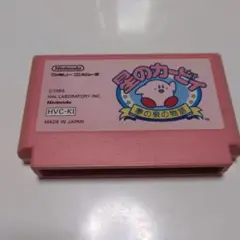 Nintendo
ファミリーコンピュータ
©1993
HAL LABORATORY INC.
Nintendo
HVC-KI
MADE IN JAPAN
星のカービィ
夢の泉の物語
TM